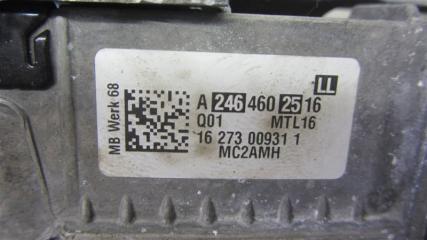 LL
MB Werk 68
A 246 460 25 16
Q01 MTL16
16 273 00931 1
MC2AMH